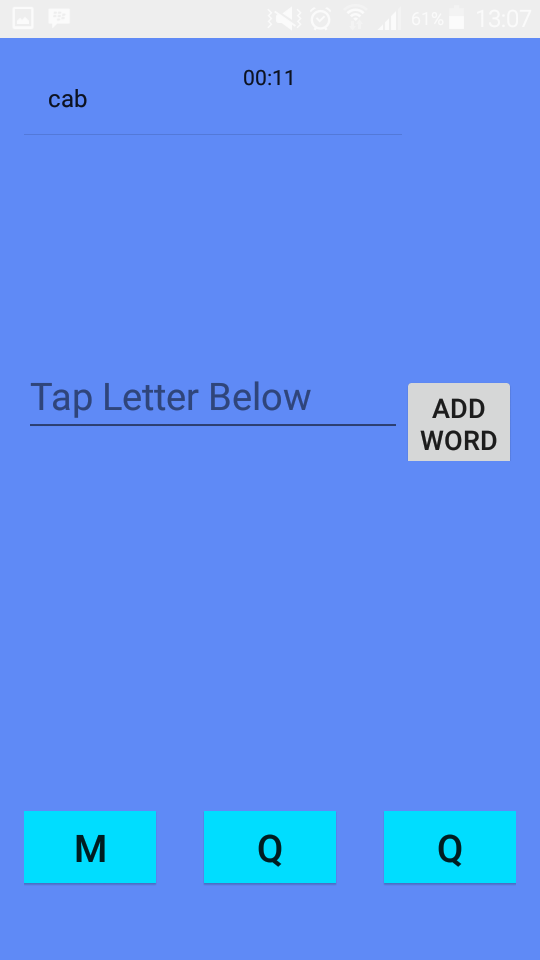 61% 13:07
00:11
cab
Tap Letter Below
ADD
WORD
M Q Q